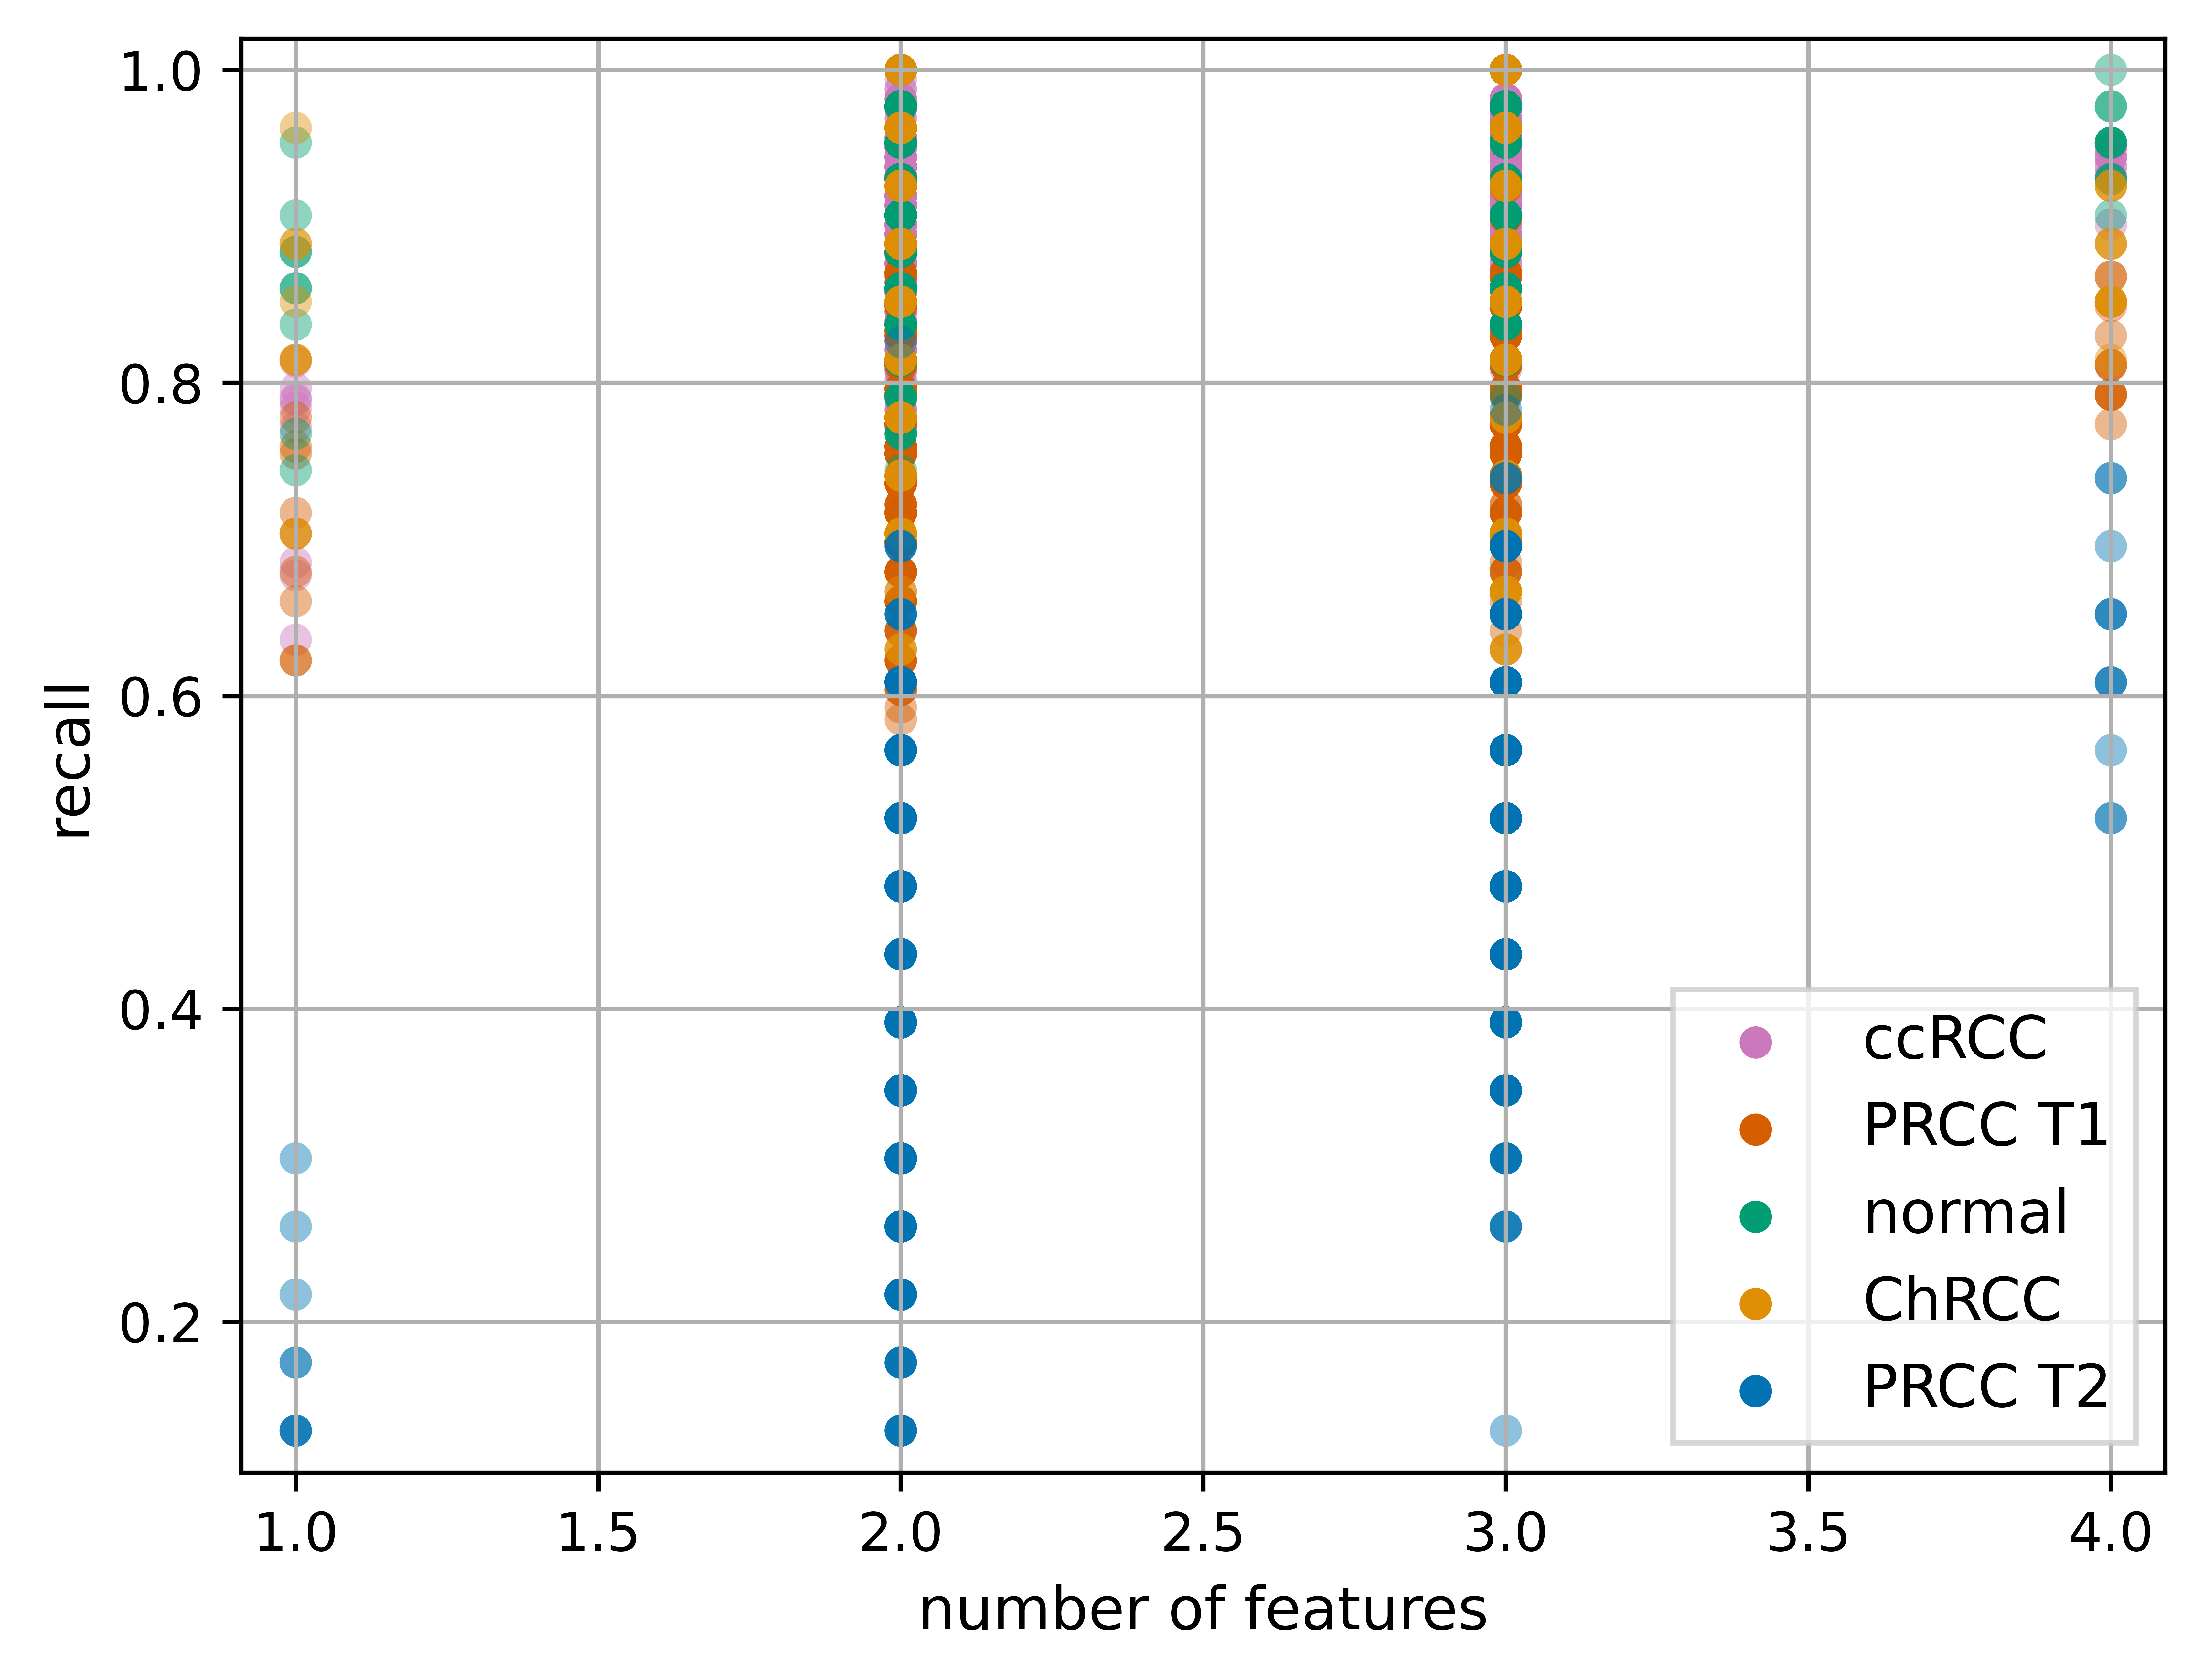 1.0
0.8
0.6
0.4
0.2
recall
ccRCC
PRCC T1
normal
ChRCC
PRCC T2
1.0 1.5 2.0 2.5 3.0 3.5 4.0
number of features